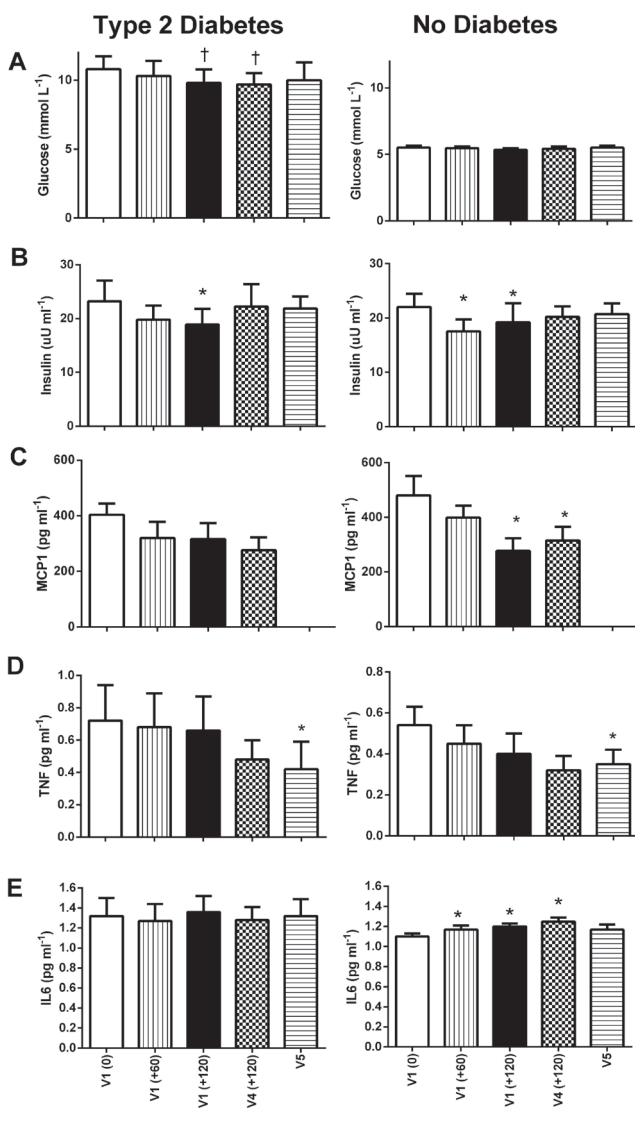 Type 2 Diabetes No Diabetes
A
Glucose (mmol L⁻¹)
10
5
0
† †
Glucose (mmol L⁻¹)
10
5
0
B
Insulin (uU ml⁻¹)
30
20
10
0
*
Insulin (uU ml⁻¹)
30
20
10
0
* *
C
MCP1 (pg ml⁻¹)
600
400
200
0
MCP1 (pg ml⁻¹)
600
400
200
0
* *
D
TNF (pg ml⁻¹)
1.0
0.8
0.6
0.4
0.2
0.0
*
TNF (pg ml⁻¹)
0.8
0.6
0.4
0.2
0.0
*
E
IL6 (pg ml⁻¹)
1.6
1.4
1.2
1.0
0.8
0.6
0.4
0.2
0.0
V1 (0)
V1 (+60)
V1 (+120)
V4 (+120)
V5
IL6 (pg ml⁻¹)
1.6
1.4
1.2
1.0
0.8
0.6
0.4
0.2
0.0
* * *
V1 (0)
V1 (+60)
V1 (+120)
V4 (+120)
V5